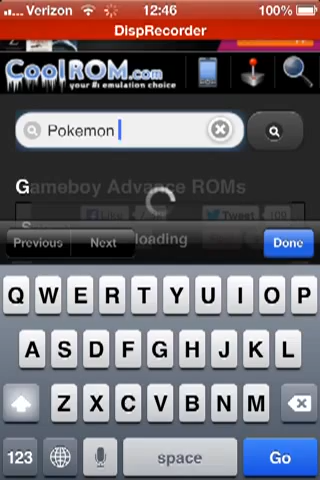 Verizon 12:46 100%
DispRecorder
CoolROM.com
your #1 emulation choice
Pokemon
Gameboy Advance ROMs
Like Tweet
Previous Next loading Done
Q W E R T Y U I O P
A S D F G H J K L
Z X C V B N M
123 space Go